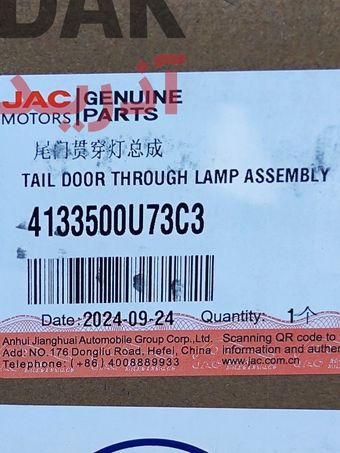 DAK
آذرید
JAC MOTORS | GENUINE PARTS
尾门贯穿灯总成
TAIL DOOR THROUGH LAMP ASSEMBLY
4133500U73C3
Date: 2024-09-24 Quantity: 1个
Anhui Jianghuai Automobile Group Corp.,Ltd.
Add: NO.176 Dongliu Road, Hefei, China
Telephone: (+86) 4008889933
Scanning QR code to
information and authen
www.jac.com.cn